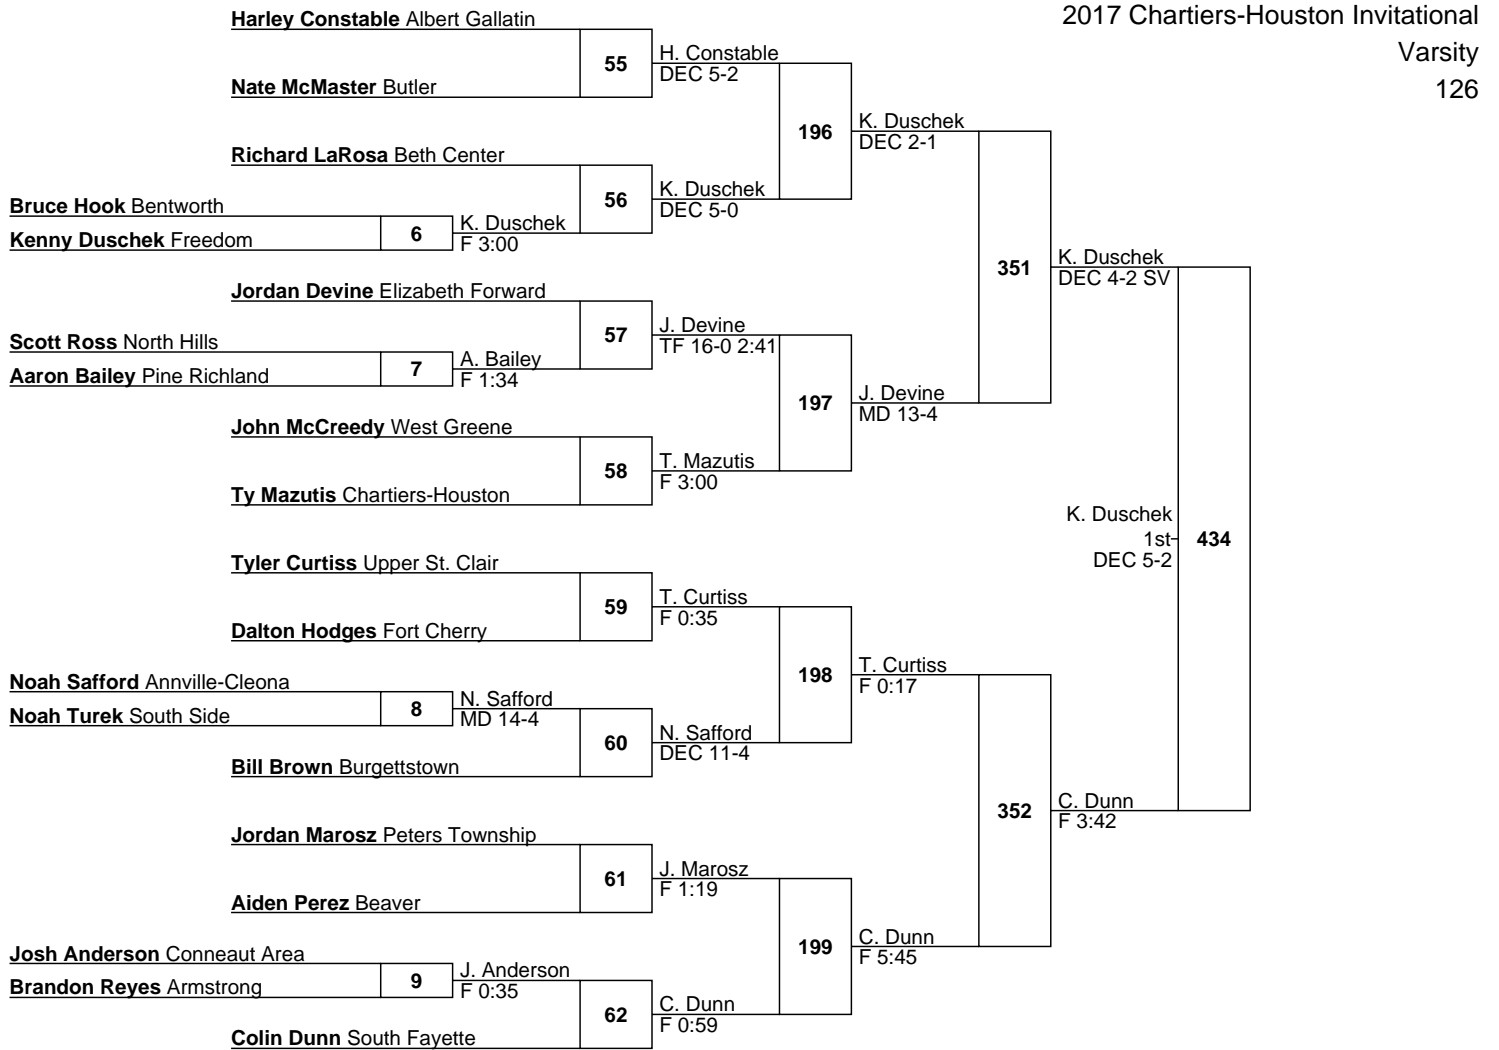 2017 Chartiers-Houston Invitational
Varsity
126
Harley Constable Albert Gallatin
55
H. Constable
DEC 5-2
Nate McMaster Butler
196
K. Duschek
DEC 2-1
Richard LaRosa Beth Center
56
K. Duschek
DEC 5-0
Bruce Hook Bentworth
6
K. Duschek
F 3:00
Kenny Duschek Freedom
351
K. Duschek
DEC 4-2 SV
Jordan Devine Elizabeth Forward
57
J. Devine
TF 16-0 2:41
Scott Ross North Hills
7
A. Bailey
F 1:34
Aaron Bailey Pine Richland
197
J. Devine
MD 13-4
John McCreedy West Greene
58
T. Mazutis
F 3:00
Ty Mazutis Chartiers-Houston
K. Duschek
1st
DEC 5-2
434
Tyler Curtiss Upper St. Clair
59
T. Curtiss
F 0:35
Dalton Hodges Fort Cherry
198
T. Curtiss
F 0:17
Noah Safford Annville-Cleona
8
N. Safford
MD 14-4
Noah Turek South Side
60
N. Safford
DEC 11-4
Bill Brown Burgettstown
352
C. Dunn
F 3:42
Jordan Marosz Peters Township
61
J. Marosz
F 1:19
Aiden Perez Beaver
199
C. Dunn
F 5:45
Josh Anderson Conneaut Area
9
J. Anderson
F 0:35
Brandon Reyes Armstrong
62
C. Dunn
F 0:59
Colin Dunn South Fayette